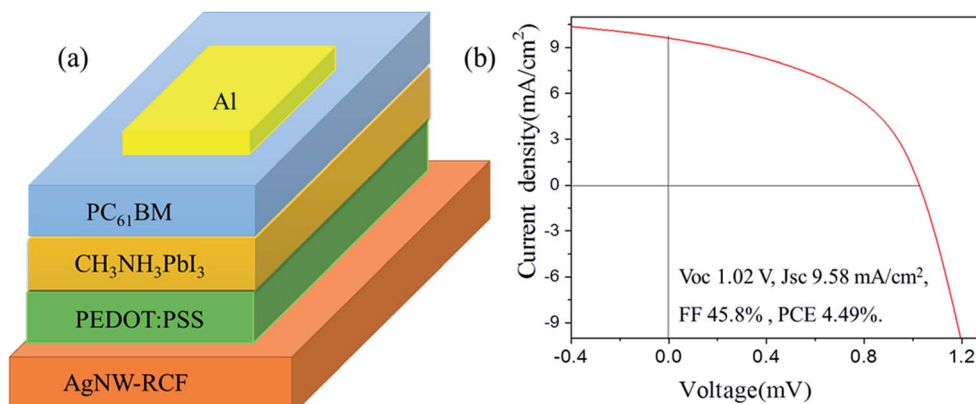 (a)
Al
PC₆₁BM
CH₃NH₃PbI₃
PEDOT:PSS
AgNW-RCF
(b)
Current density(mA/cm²)
9
6
3
0
-3
-6
-9
Voc 1.02 V, Jsc 9.58 mA/cm²,
FF 45.8% , PCE 4.49%.
-0.4 0.0 0.4 0.8 1.2
Voltage(mV)